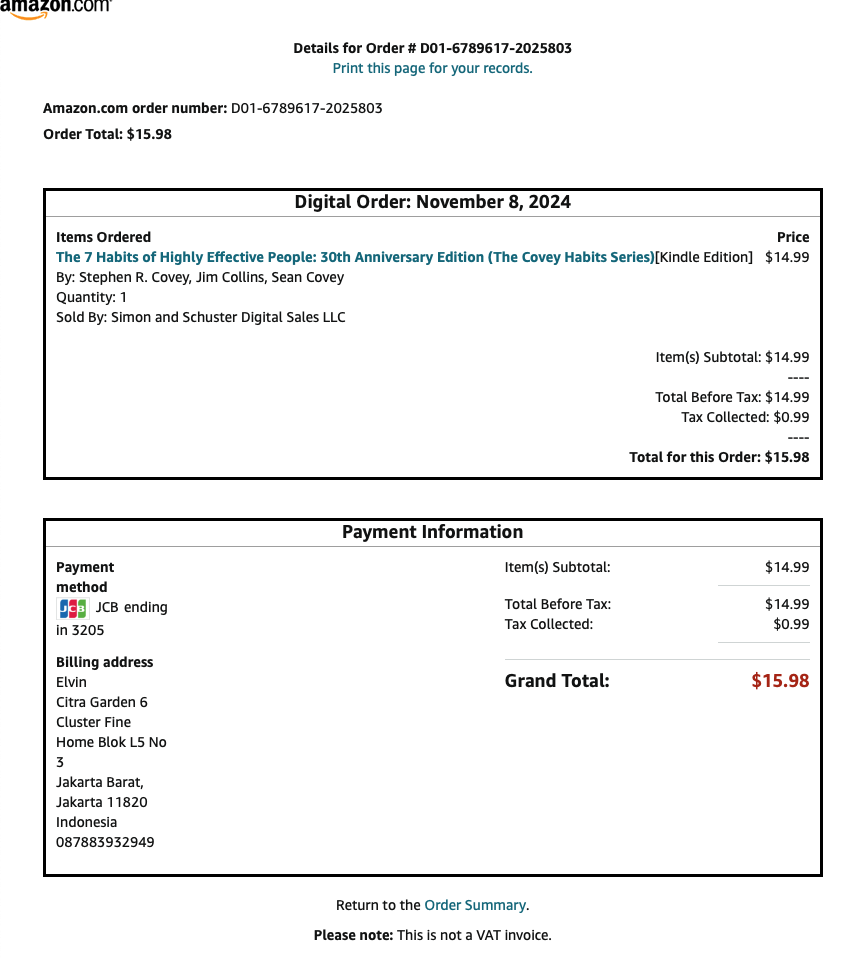 amazon.com
Details for Order # D01-6789617-2025803
Print this page for your records.
Amazon.com order number: D01-6789617-2025803
Order Total: $15.98
Digital Order: November 8, 2024
Items Ordered Price
The 7 Habits of Highly Effective People: 30th Anniversary Edition (The Covey Habits Series)[Kindle Edition] $14.99
By: Stephen R. Covey, Jim Collins, Sean Covey
Quantity: 1
Sold By: Simon and Schuster Digital Sales LLC
Item(s) Subtotal: $14.99
----
Total Before Tax: $14.99
Tax Collected: $0.99
----
Total for this Order: $15.98
Payment Information
Payment
method
JCB JCB ending
in 3205
Billing address
Elvin
Citra Garden 6
Cluster Fine
Home Blok L5 No
3
Jakarta Barat,
Jakarta 11820
Indonesia
087883932949
Item(s) Subtotal: $14.99
Total Before Tax: $14.99
Tax Collected: $0.99
Grand Total: $15.98
Return to the Order Summary.
Please note: This is not a VAT invoice.